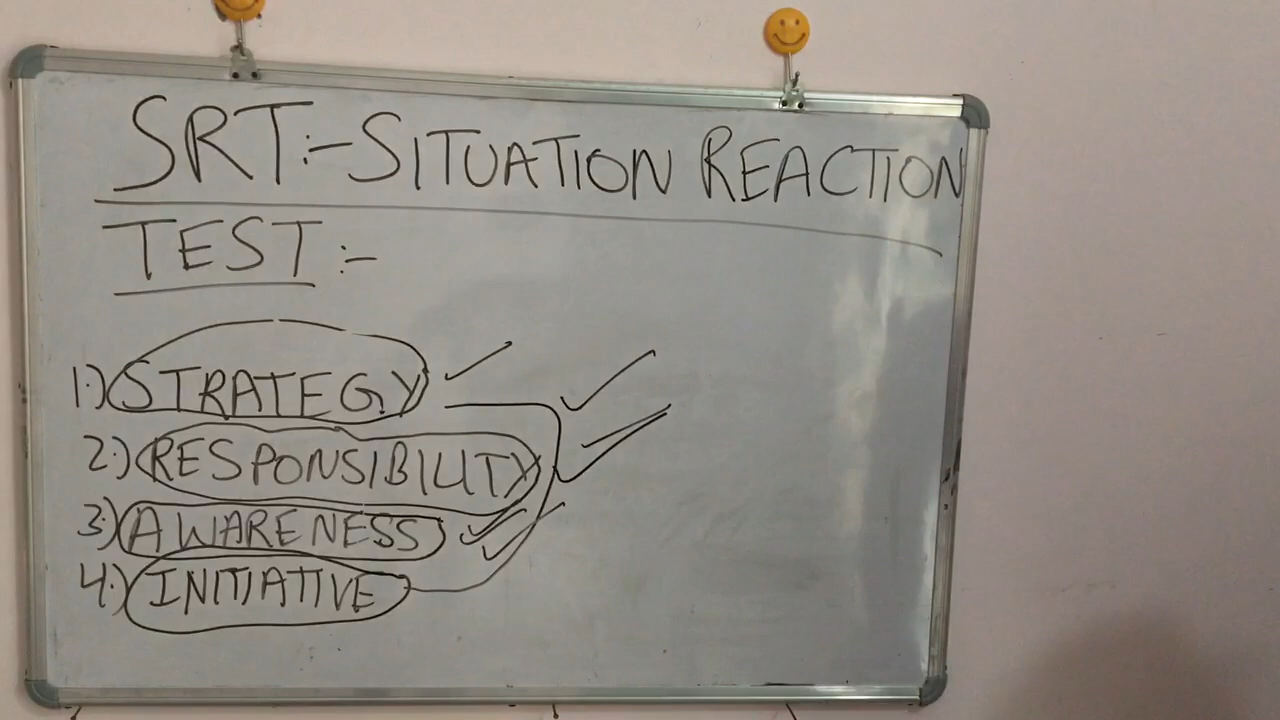 SRT:-SITUATION REACTION
TEST:-
1.) STRATEGY
2.) RESPONSIBILITY
3.) AWARENESS
4.) INITIATIVE